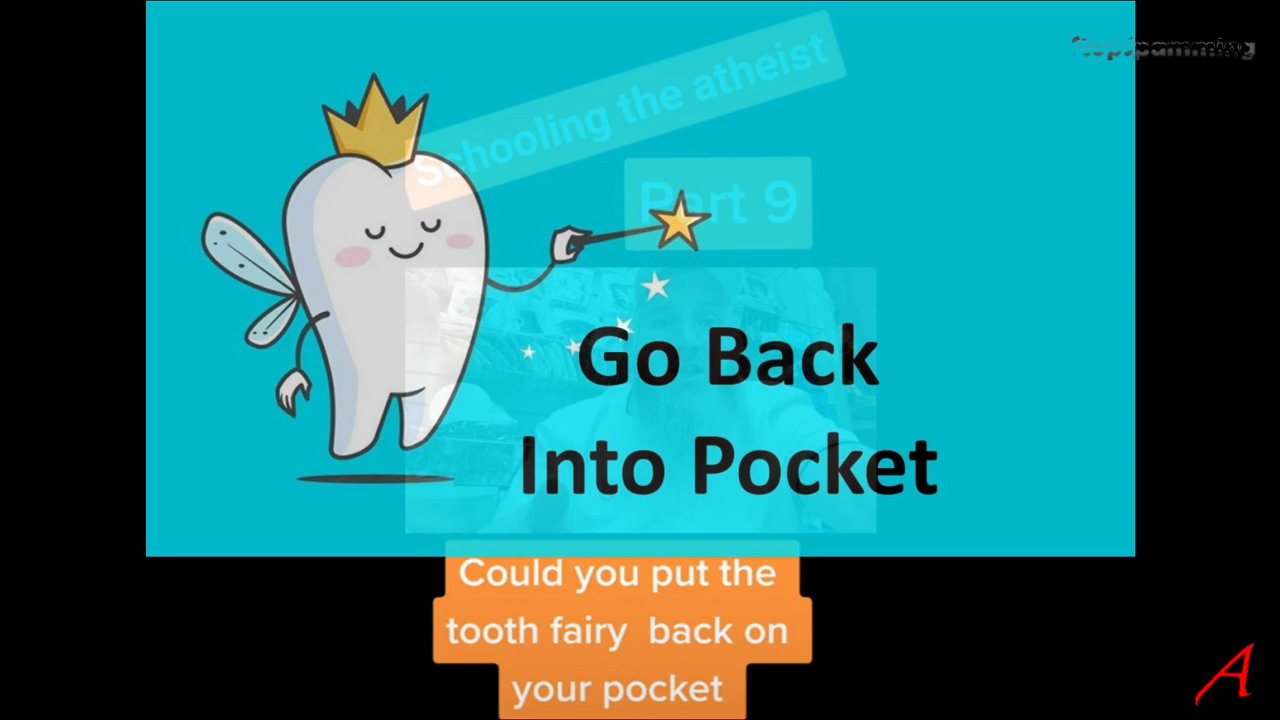 Schooling the atheist
Part 9
Go Back
Into Pocket
Could you put the
tooth fairy back on
your pocket
A